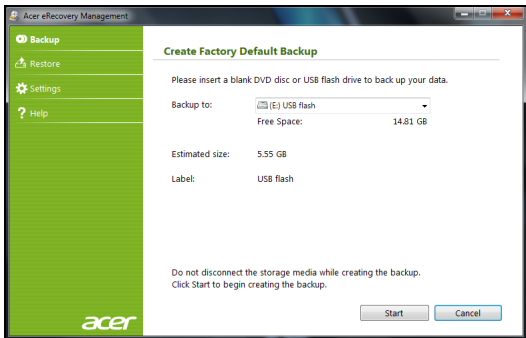 Acer eRecovery Management
Backup
Restore
Settings
? Help
Create Factory Default Backup
Please insert a blank DVD disc or USB flash drive to back up your data.
Backup to: (E:) USB flash
Free Space: 14.81 GB
Estimated size: 5.55 GB
Label: USB flash
Do not disconnect the storage media while creating the backup.
Click Start to begin creating the backup.
Start Cancel
acer